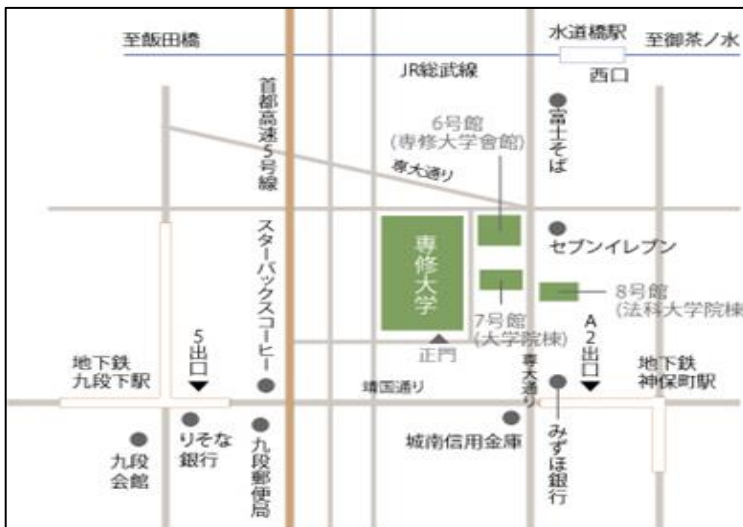 至飯田橋
水道橋駅
至御茶ノ水
JR総武線
西口
首都高速5号線
富士そば
6号館
(専修大学會館)
専大通り
専修大学
セブンイレブン
スターバックスコーヒー
8号館
(法科大学院棟)
7号館
(大学院棟)
正門
地下鉄
九段下駅
5出口
専大通り
A2出口
地下鉄
神保町駅
靖国通り
九段
会館
りそな
銀行
九段郵便局
城南信用金庫
みずほ銀行